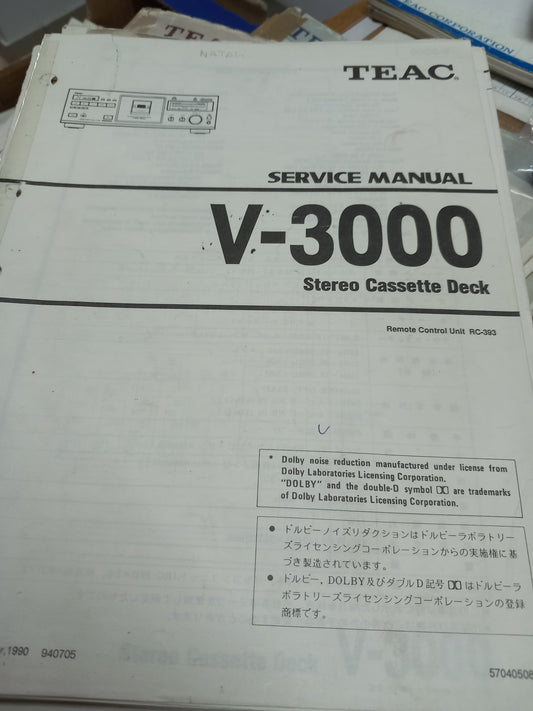 TEAC CORPORATION
TEAC®
SERVICE MANUAL
V-3000
Stereo Cassette Deck
Remote Control Unit RC-393
* Dolby noise reduction manufactured under license from
Dolby Laboratories Licensing Corporation.
"DOLBY" and the double-D symbol are trademarks
of Dolby Laboratories Licensing Corporation.
● ドルビーノイズリダクションはドルビーラボラトリー
ズライセンシングコーポレーションからの実施権に基
づき製造されています。
● ドルビー, DOLBY及びダブルD記号はドルビーラ
ボラトリーズライセンシングコーポレーションの登録
商標です。
,1990 940705
57040508